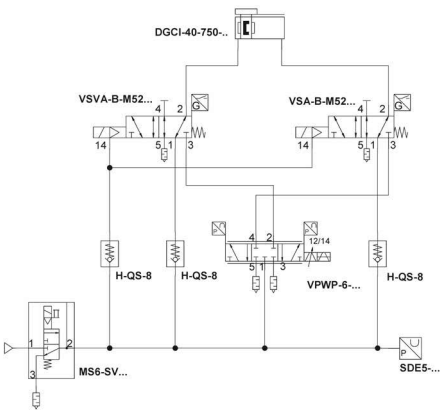 DGCI-40-750-..
VSVA-B-M52... VSA-B-M52...
4 2 G 4 2 G
14 5 1 3 14 5 1 3
P 4 2 P
12/14
5 1 3
H-QS-8 H-QS-8 VPWP-6-... H-QS-8
1 2
MS6-SV... P SDE5-...
3